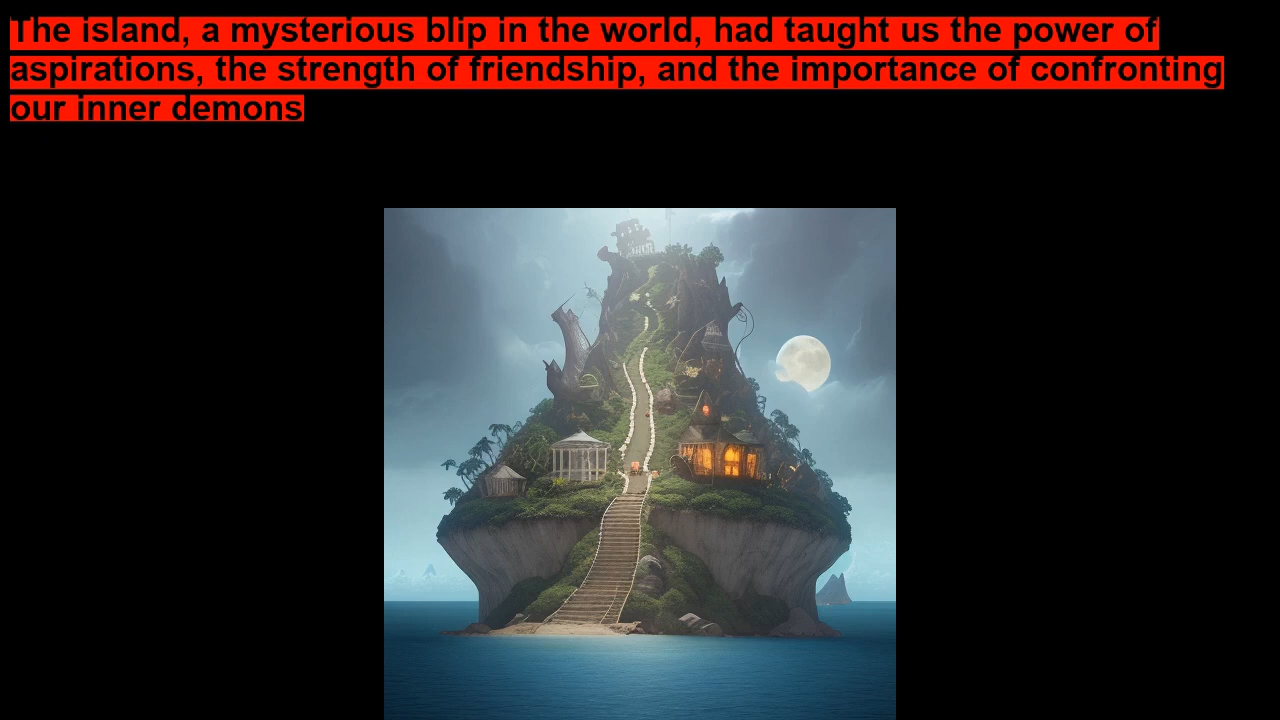 The island, a mysterious blip in the world, had taught us the power of
aspirations, the strength of friendship, and the importance of confronting
our inner demons